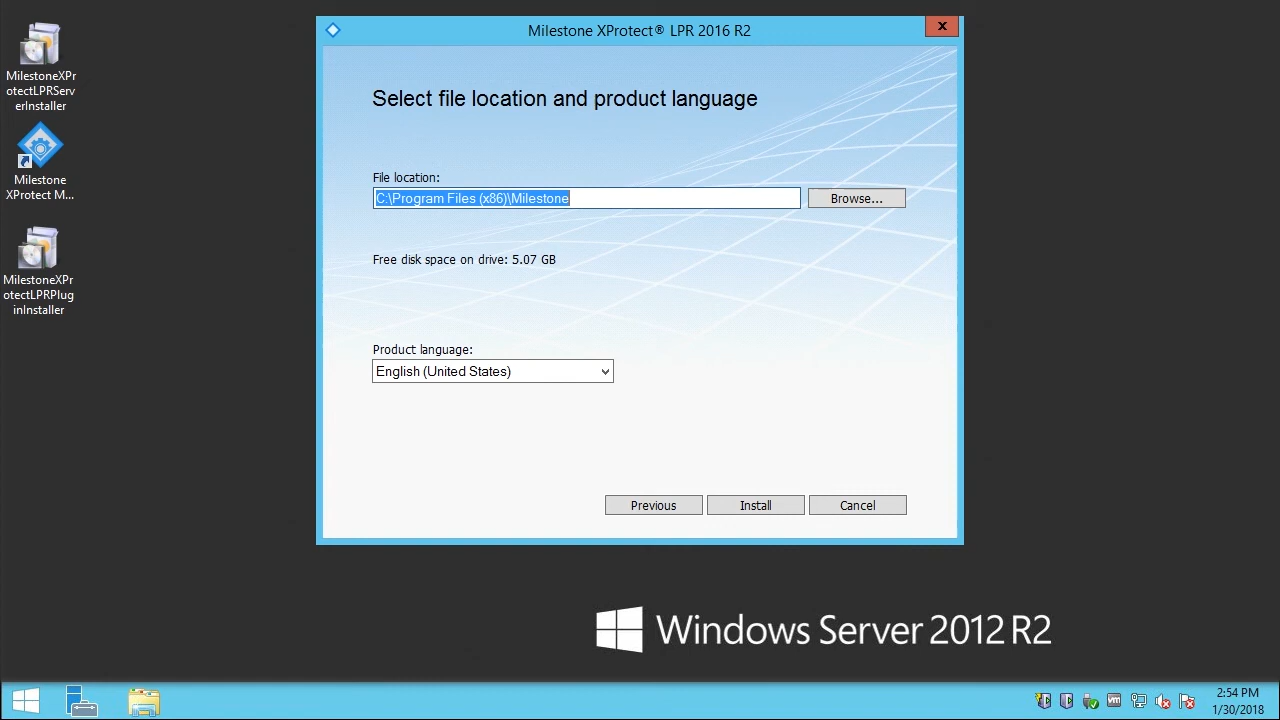 MilestoneXPr
otectLPRServ
erInstaller
Milestone
XProtect M...
MilestoneXPr
otectLPRPlug
inInstaller
Milestone XProtect® LPR 2016 R2
x
Select file location and product language
File location:
C:\Program Files (x86)\Milestone
Browse...
Free disk space on drive: 5.07 GB
Product language:
English (United States)
Previous
Install
Cancel
Windows Server 2012 R2
2:54 PM
1/30/2018